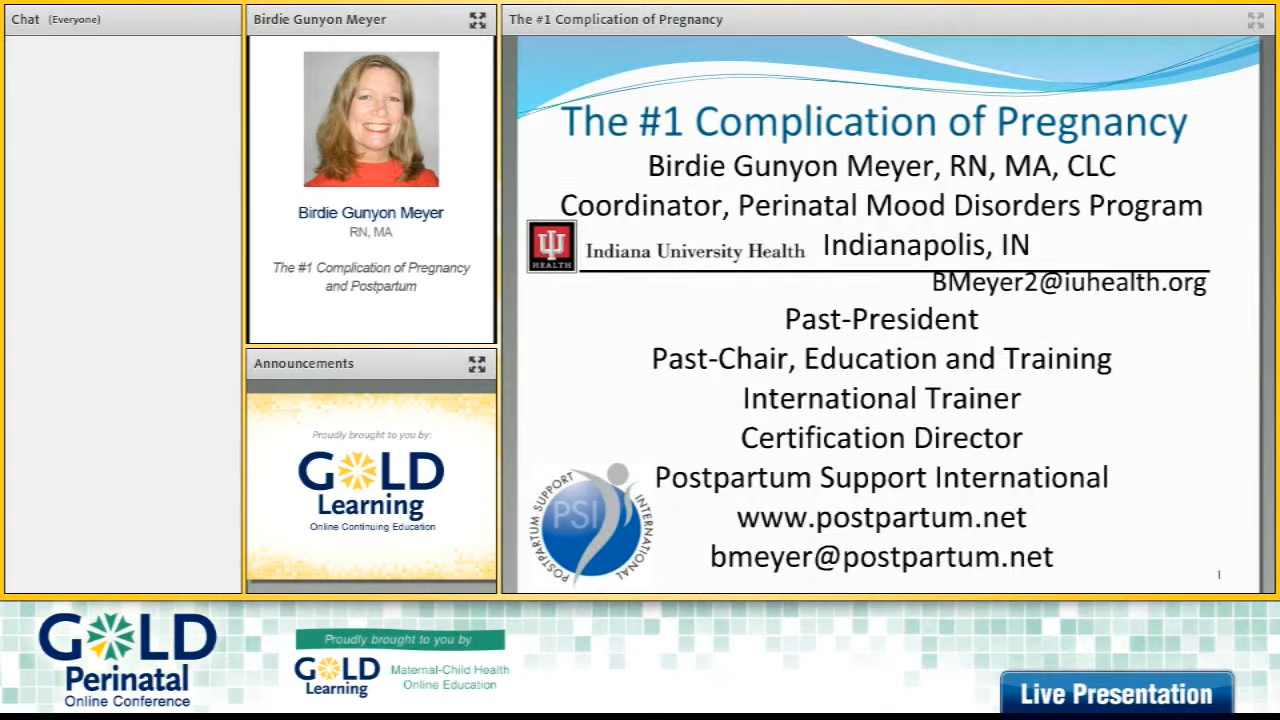 Chat (Everyone)
Birdie Gunyon Meyer
Birdie Gunyon Meyer
RN, MA
The #1 Complication of Pregnancy
and Postpartum
Announcements
Proudly brought to you by:
GOLD
Learning
Online Continuing Education
The #1 Complication of Pregnancy
The #1 Complication of Pregnancy
Birdie Gunyon Meyer, RN, MA, CLC
Coordinator, Perinatal Mood Disorders Program
HEALTH
Indiana University Health
Indianapolis, IN
BMeyer2@iuhealth.org
Past-President
Past-Chair, Education and Training
International Trainer
Certification Director
Postpartum Support International
www.postpartum.net
bmeyer@postpartum.net
POSTPARTUM SUPPORT INTERNATIONAL
PSI
1
GOLD
Perinatal
Online Conference
Proudly brought to you by
GOLD
Learning
Maternal-Child Health
Online Education
Live Presentation